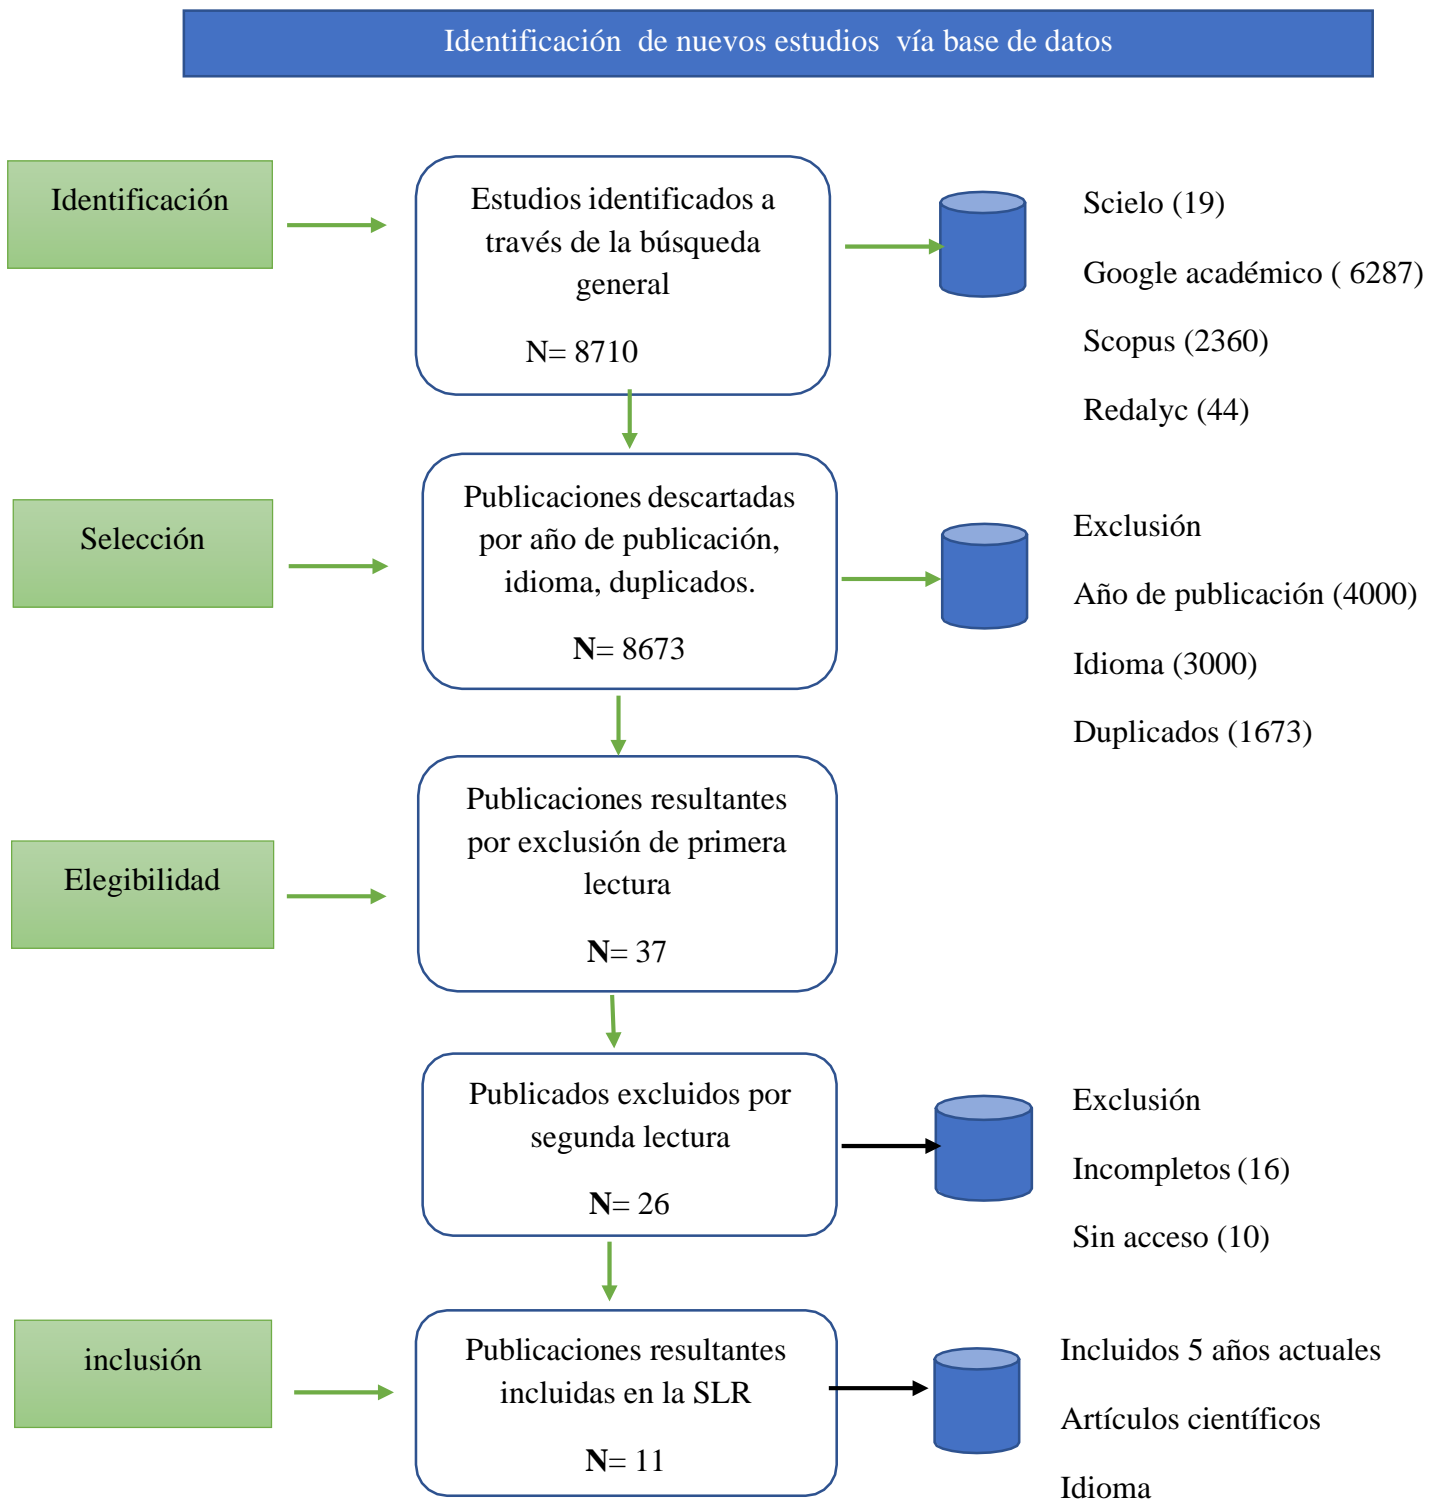 Identificación de nuevos estudios vía base de datos
Identificación
Estudios identificados a
través de la búsqueda
general
N= 8710
Scielo (19)
Google académico ( 6287)
Scopus (2360)
Redalyc (44)
Selección
Publicaciones descartadas
por año de publicación,
idioma, duplicados.
N= 8673
Exclusión
Año de publicación (4000)
Idioma (3000)
Duplicados (1673)
Elegibilidad
Publicaciones resultantes
por exclusión de primera
lectura
N= 37
Publicados excluidos por
segunda lectura
N= 26
Exclusión
Incompletos (16)
Sin acceso (10)
inclusión
Publicaciones resultantes
incluidas en la SLR
N= 11
Incluidos 5 años actuales
Artículos científicos
Idioma